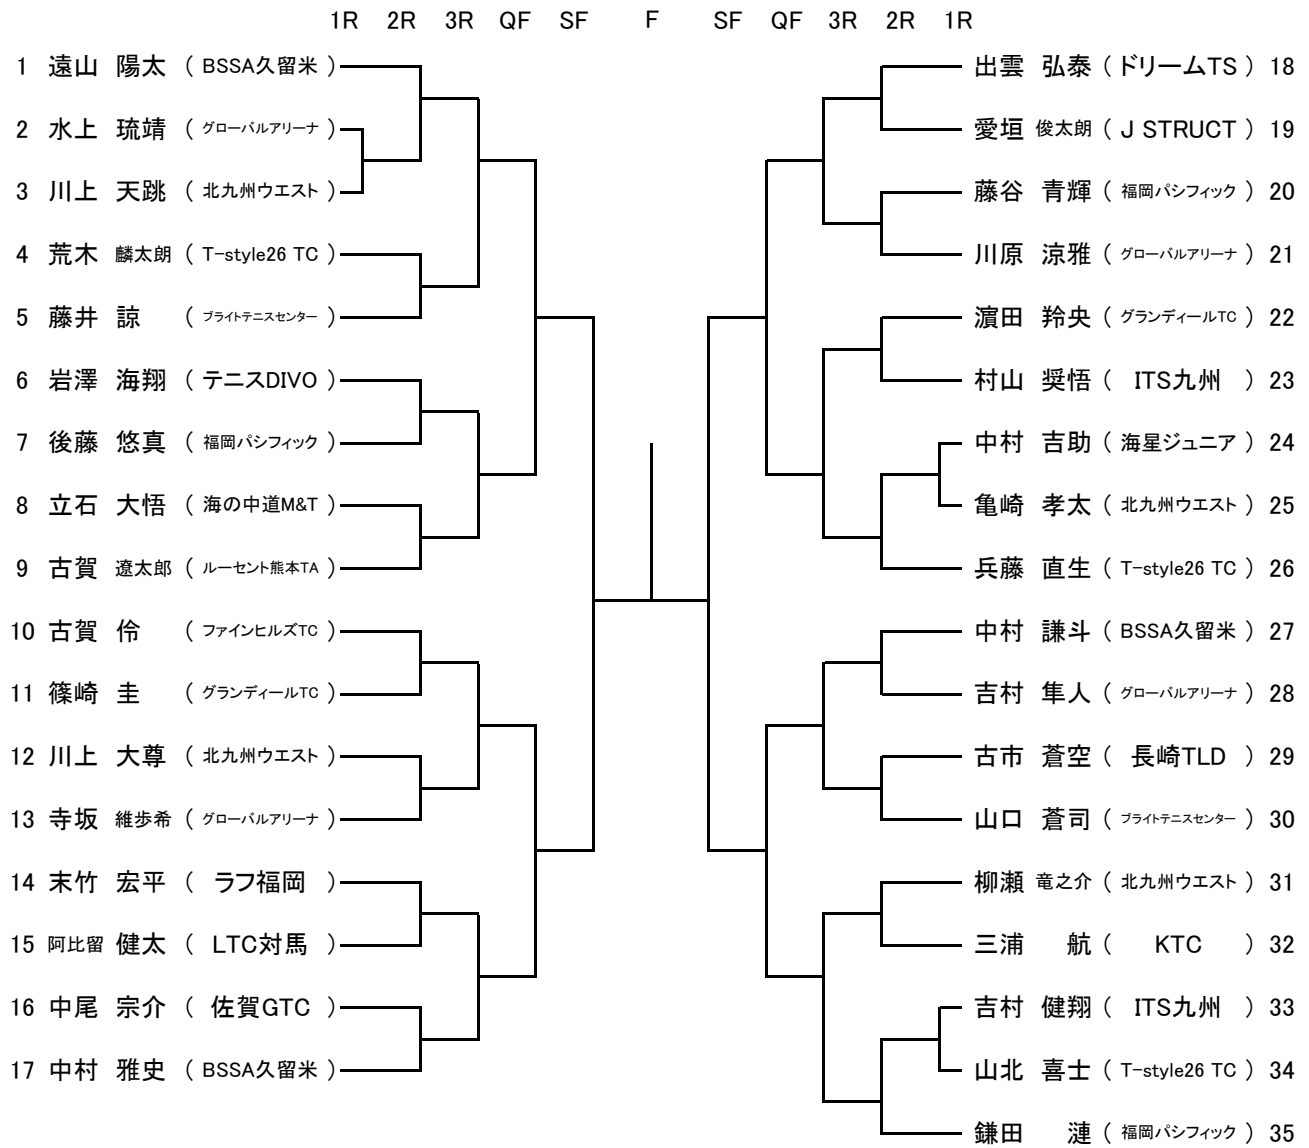 1R 2R 3R QF SF F SF QF 3R 2R 1R
1 遠山 陽太 ( BSSA久留米 )
2 水上 琉靖 ( グローバルアリーナ )
3 川上 天跳 ( 北九州ウエスト )
4 荒木 麟太朗 ( T-style26 TC )
5 藤井 諒 ( ブライトテニスセンター )
6 岩澤 海翔 ( テニスDIVO )
7 後藤 悠真 ( 福岡パシフィック )
8 立石 大悟 ( 海の中道M&T )
9 古賀 遼太郎 ( ルーセント熊本TA )
10 古賀 伶 ( ファインヒルズTC )
11 篠崎 圭 ( グランディールTC )
12 川上 大尊 ( 北九州ウエスト )
13 寺坂 維歩希 ( グローバルアリーナ )
14 末竹 宏平 ( ラフ福岡 )
15 阿比留 健太 ( LTC対馬 )
16 中尾 宗介 ( 佐賀GTC )
17 中村 雅史 ( BSSA久留米 )
出雲 弘泰 ( ドリームTS ) 18
愛垣 俊太朗 ( J STRUCT ) 19
藤谷 青輝 ( 福岡パシフィック ) 20
川原 涼雅 ( グローバルアリーナ ) 21
濵田 羚央 ( グランディールTC ) 22
村山 奨悟 ( ITS九州 ) 23
中村 吉助 ( 海星ジュニア ) 24
亀崎 孝太 ( 北九州ウエスト ) 25
兵藤 直生 ( T-style26 TC ) 26
中村 謙斗 ( BSSA久留米 ) 27
吉村 隼人 ( グローバルアリーナ ) 28
古市 蒼空 ( 長崎TLD ) 29
山口 蒼司 ( ブライトテニスセンター ) 30
柳瀬 竜之介 ( 北九州ウエスト ) 31
三浦 航 ( KTC ) 32
吉村 健翔 ( ITS九州 ) 33
山北 喜士 ( T-style26 TC ) 34
鎌田 漣 ( 福岡パシフィック ) 35